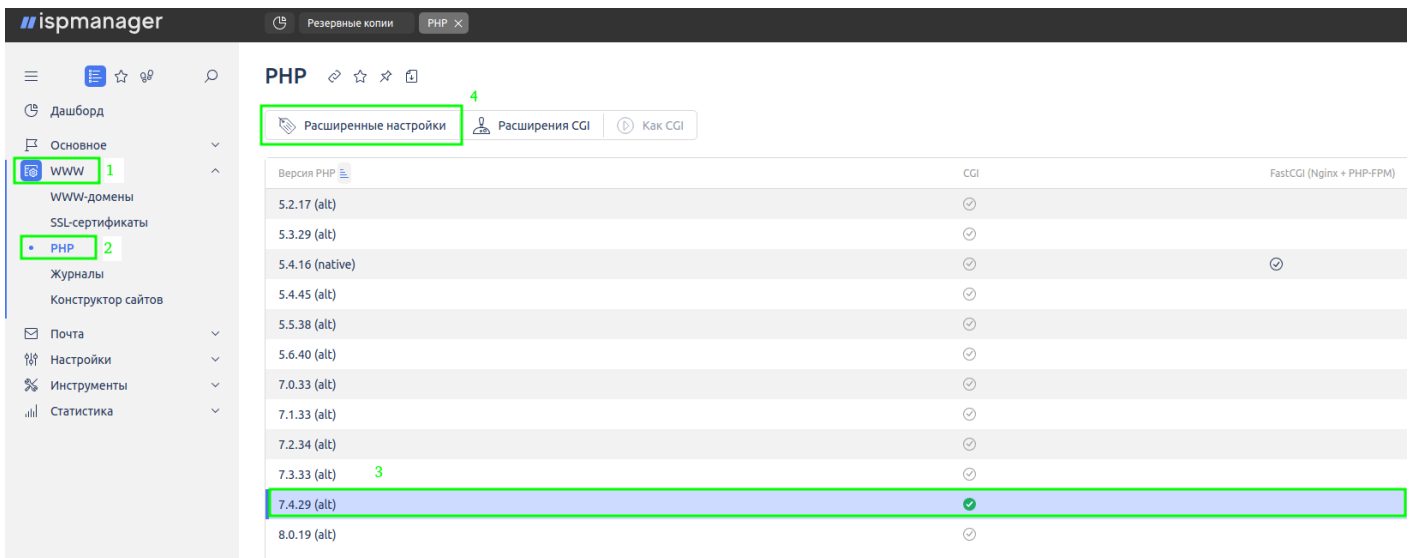 ispmanager
Резервные копии
PHP
PHP
4
Расширенные настройки
Расширения CGI
Как CGI
Дашборд
Основное
WWW
1
WWW-домены
SSL-сертификаты
PHP
2
Журналы
Конструктор сайтов
Почта
Настройки
Инструменты
Статистика
Версия PHP CGI FastCGI (Nginx + PHP-FPM)
5.2.17 (alt)
5.3.29 (alt)
5.4.16 (native)
5.4.45 (alt)
5.5.38 (alt)
5.6.40 (alt)
7.0.33 (alt)
7.1.33 (alt)
7.2.34 (alt)
7.3.33 (alt)
3
7.4.29 (alt)
8.0.19 (alt)